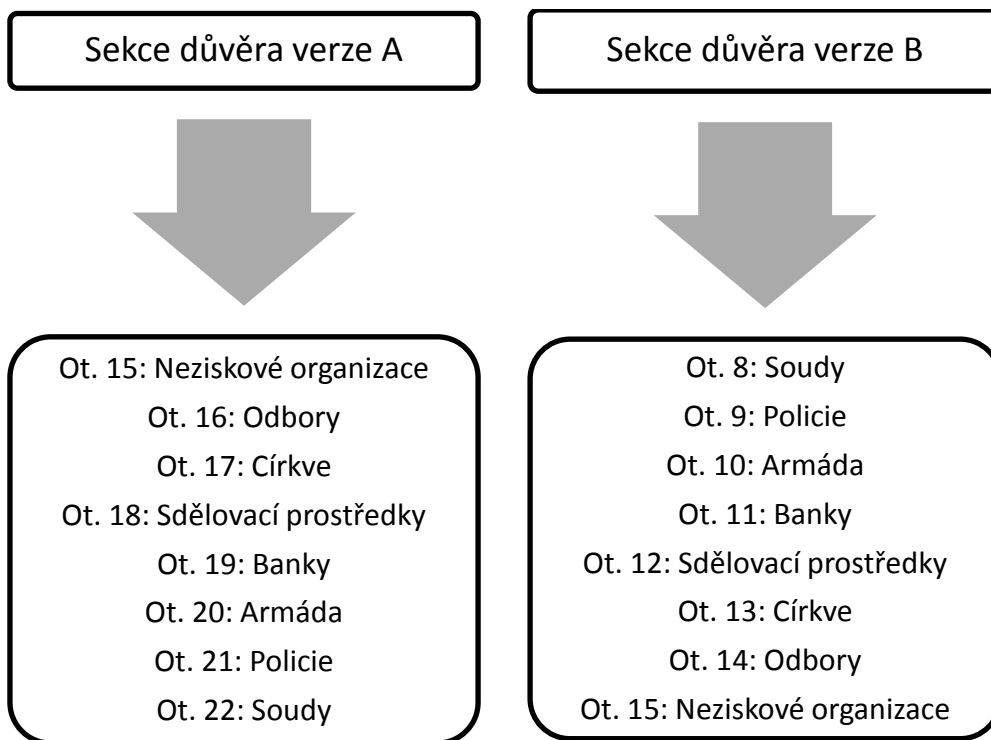 Sekce důvěra verze A
Ot. 15: Neziskové organizace
Ot. 16: Odbory
Ot. 17: Církve
Ot. 18: Sdělovací prostředky
Ot. 19: Banky
Ot. 20: Armáda
Ot. 21: Policie
Ot. 22: Soudy
Sekce důvěra verze B
Ot. 8: Soudy
Ot. 9: Policie
Ot. 10: Armáda
Ot. 11: Banky
Ot. 12: Sdělovací prostředky
Ot. 13: Církve
Ot. 14: Odbory
Ot. 15: Neziskové organizace